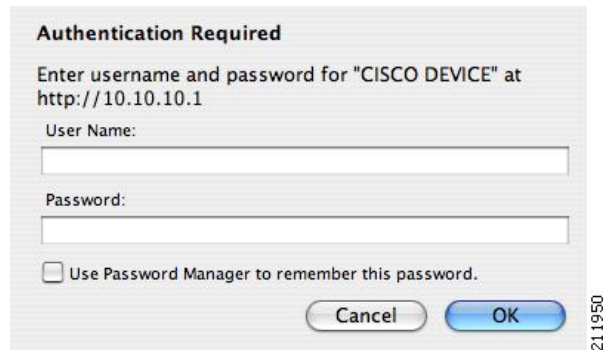 Authentication Required
Enter username and password for "CISCO DEVICE" at
http://10.10.10.1
User Name:
Password:
Use Password Manager to remember this password.
Cancel OK
211950